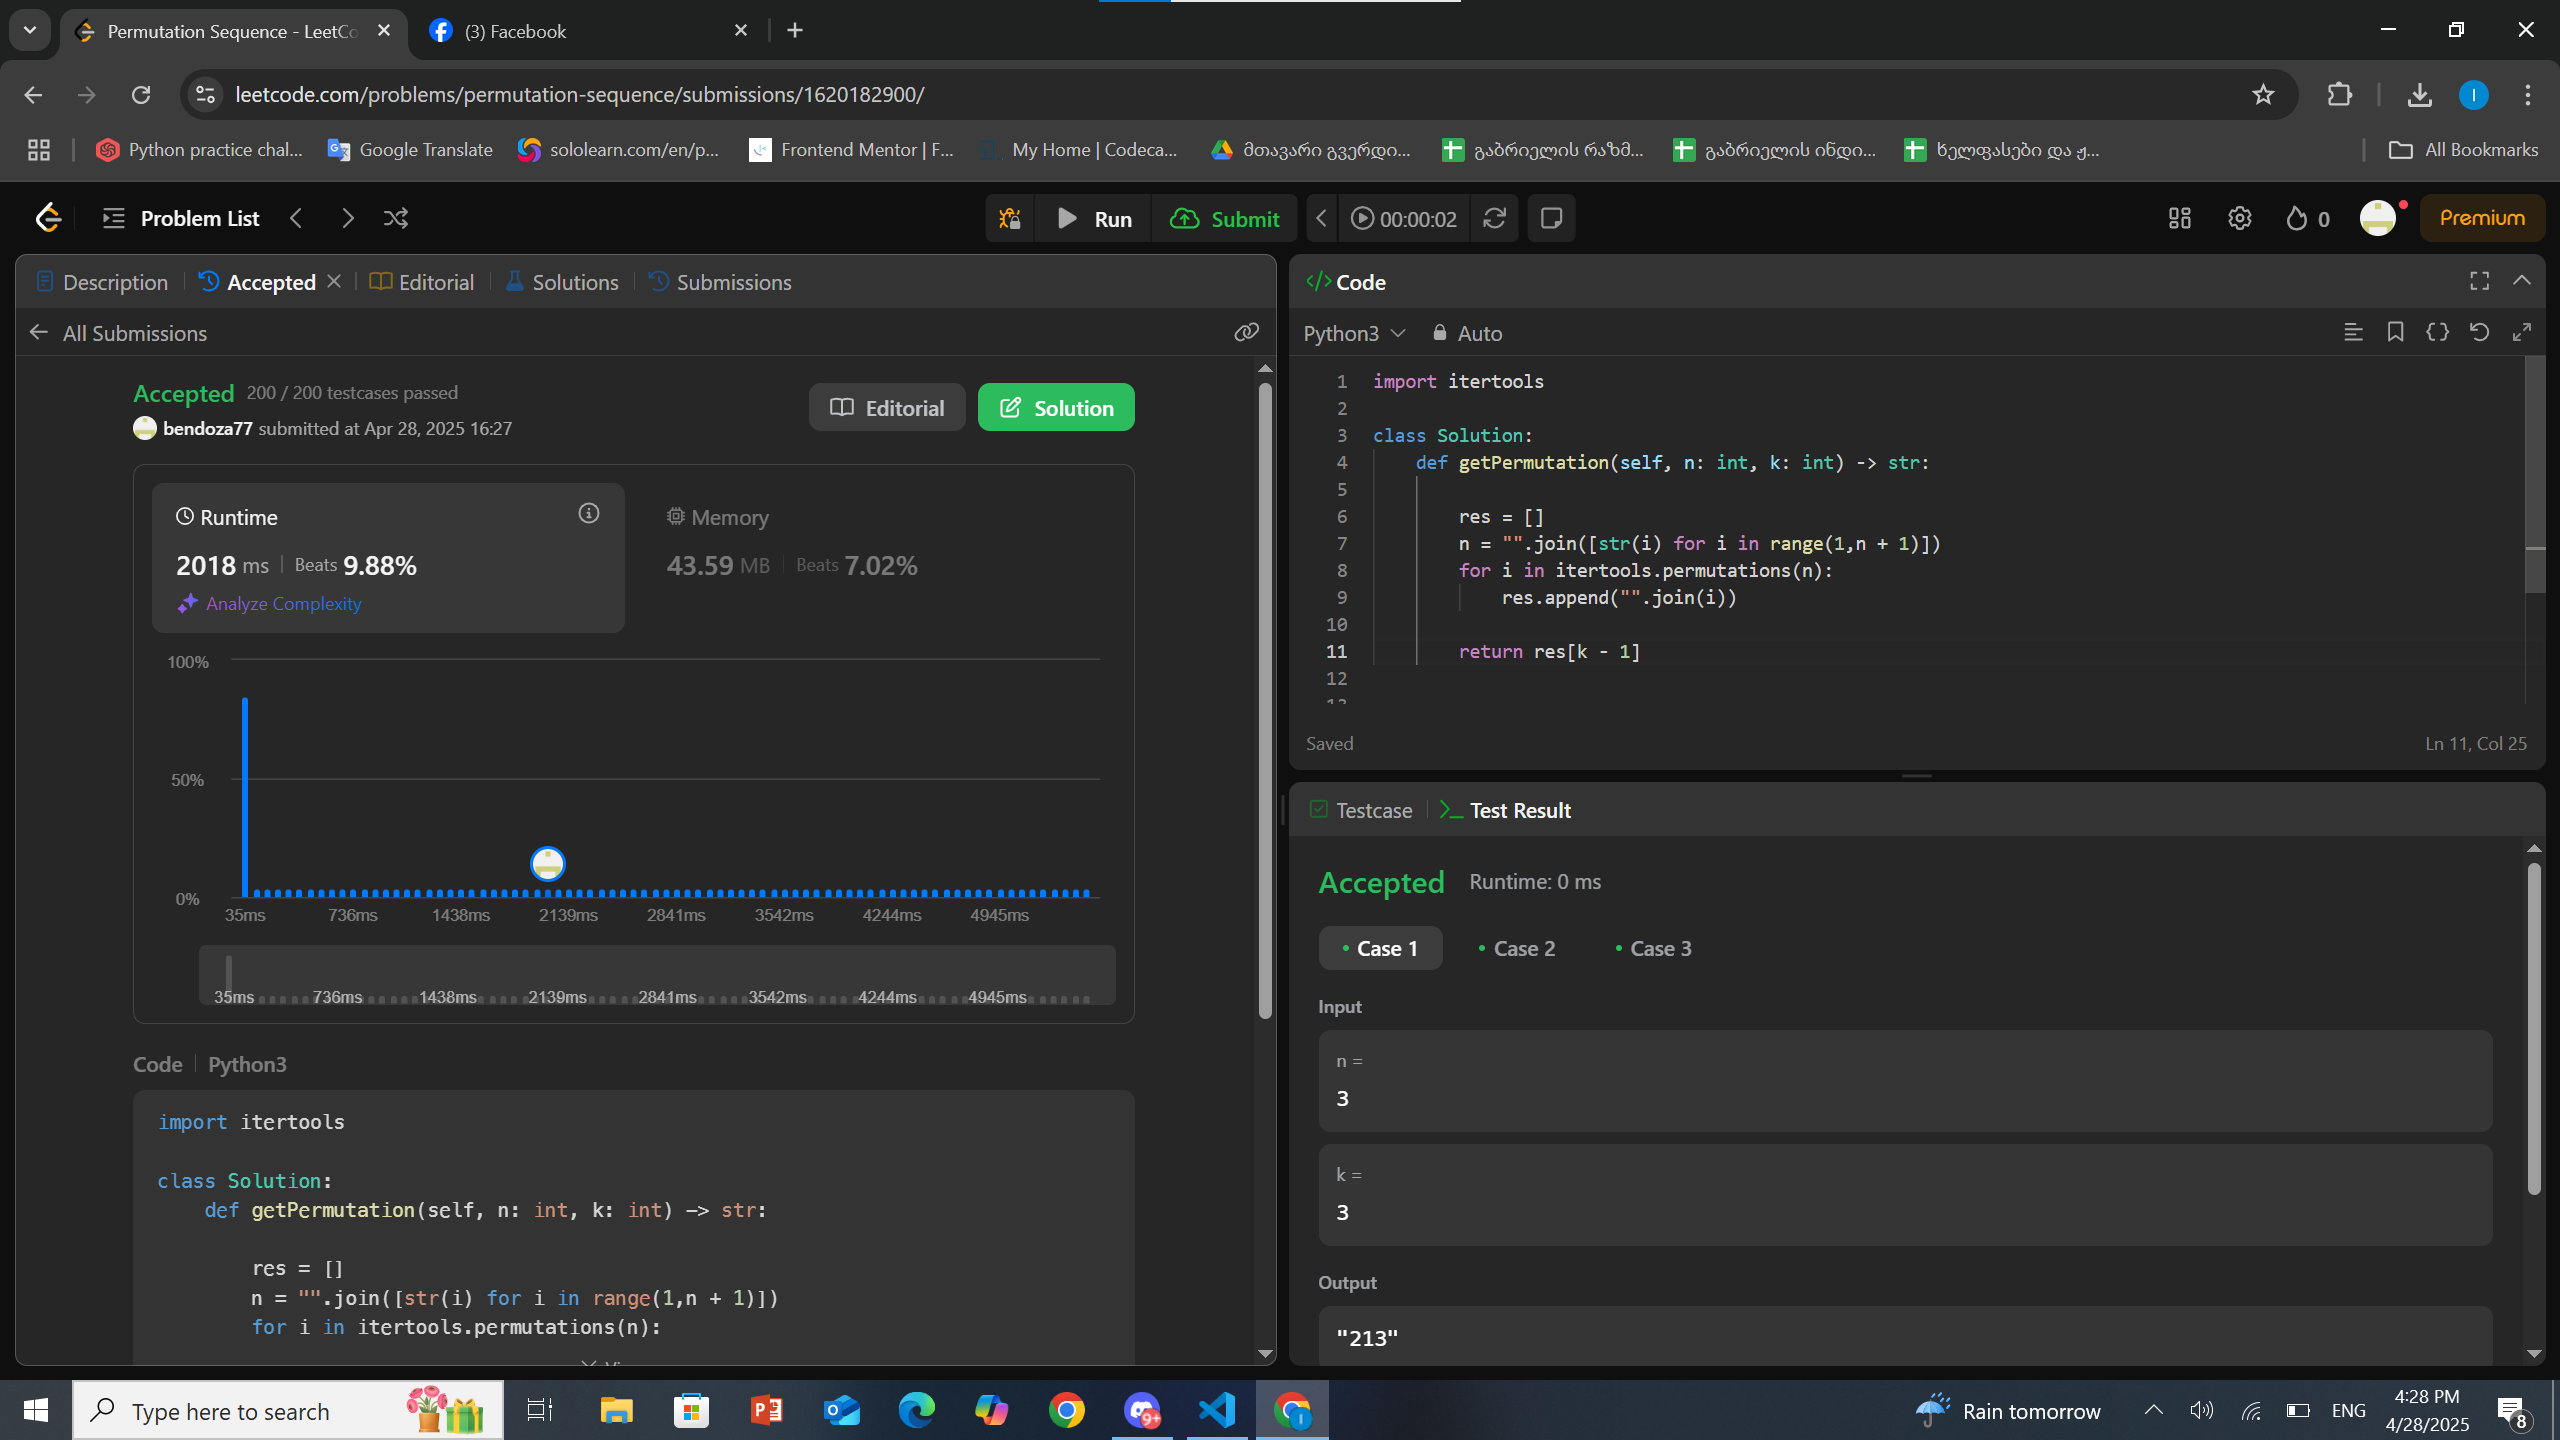 Permutation Sequence - LeetCo
(3) Facebook
leetcode.com/problems/permutation-sequence/submissions/1620182900/
Python practice chal...
Google Translate
sololearn.com/en/p...
Frontend Mentor | F...
My Home | Codeca...
მთავარი გვერდი...
გაბრიელის რაზმ...
გაბრიელის ინდი...
ხელფასები და ჟ...
All Bookmarks
Problem List
Run
Submit
00:00:02
0
Premium
Description
Accepted
Editorial
Solutions
Submissions
All Submissions
Accepted 200 / 200 testcases passed
bendoza77 submitted at Apr 28, 2025 16:27
Editorial
Solution
Runtime
2018 ms | Beats 9.88%
Analyze Complexity
Memory
43.59 MB | Beats 7.02%
100%
50%
0%
35ms 736ms 1438ms 2139ms 2841ms 3542ms 4244ms 4945ms
35ms 736ms 1438ms 2139ms 2841ms 3542ms 4244ms 4945ms
Code | Python3
import itertools
class Solution:
def getPermutation(self, n: int, k: int) -> str:
res = []
n = "".join([str(i) for i in range(1,n + 1)])
for i in itertools.permutations(n):
Code
Python3
Auto
1 import itertools
2
3 class Solution:
4 def getPermutation(self, n: int, k: int) -> str:
5
6 res = []
7 n = "".join([str(i) for i in range(1,n + 1)])
8 for i in itertools.permutations(n):
9 res.append("".join(i))
10
11 return res[k - 1]
12
Saved
Ln 11, Col 25
Testcase
Test Result
Accepted Runtime: 0 ms
Case 1
Case 2
Case 3
Input
n =
3
k =
3
Output
"213"
Type here to search
9+
Rain tomorrow
ENG
4:28 PM
4/28/2025
8